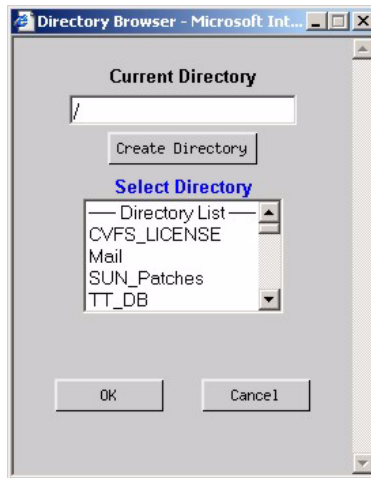 Directory Browser - Microsoft Int...
Current Directory
/
Create Directory
Select Directory
── Directory List ──
CVFS_LICENSE
Mail
SUN_Patches
TT_DB
OK
Cancel